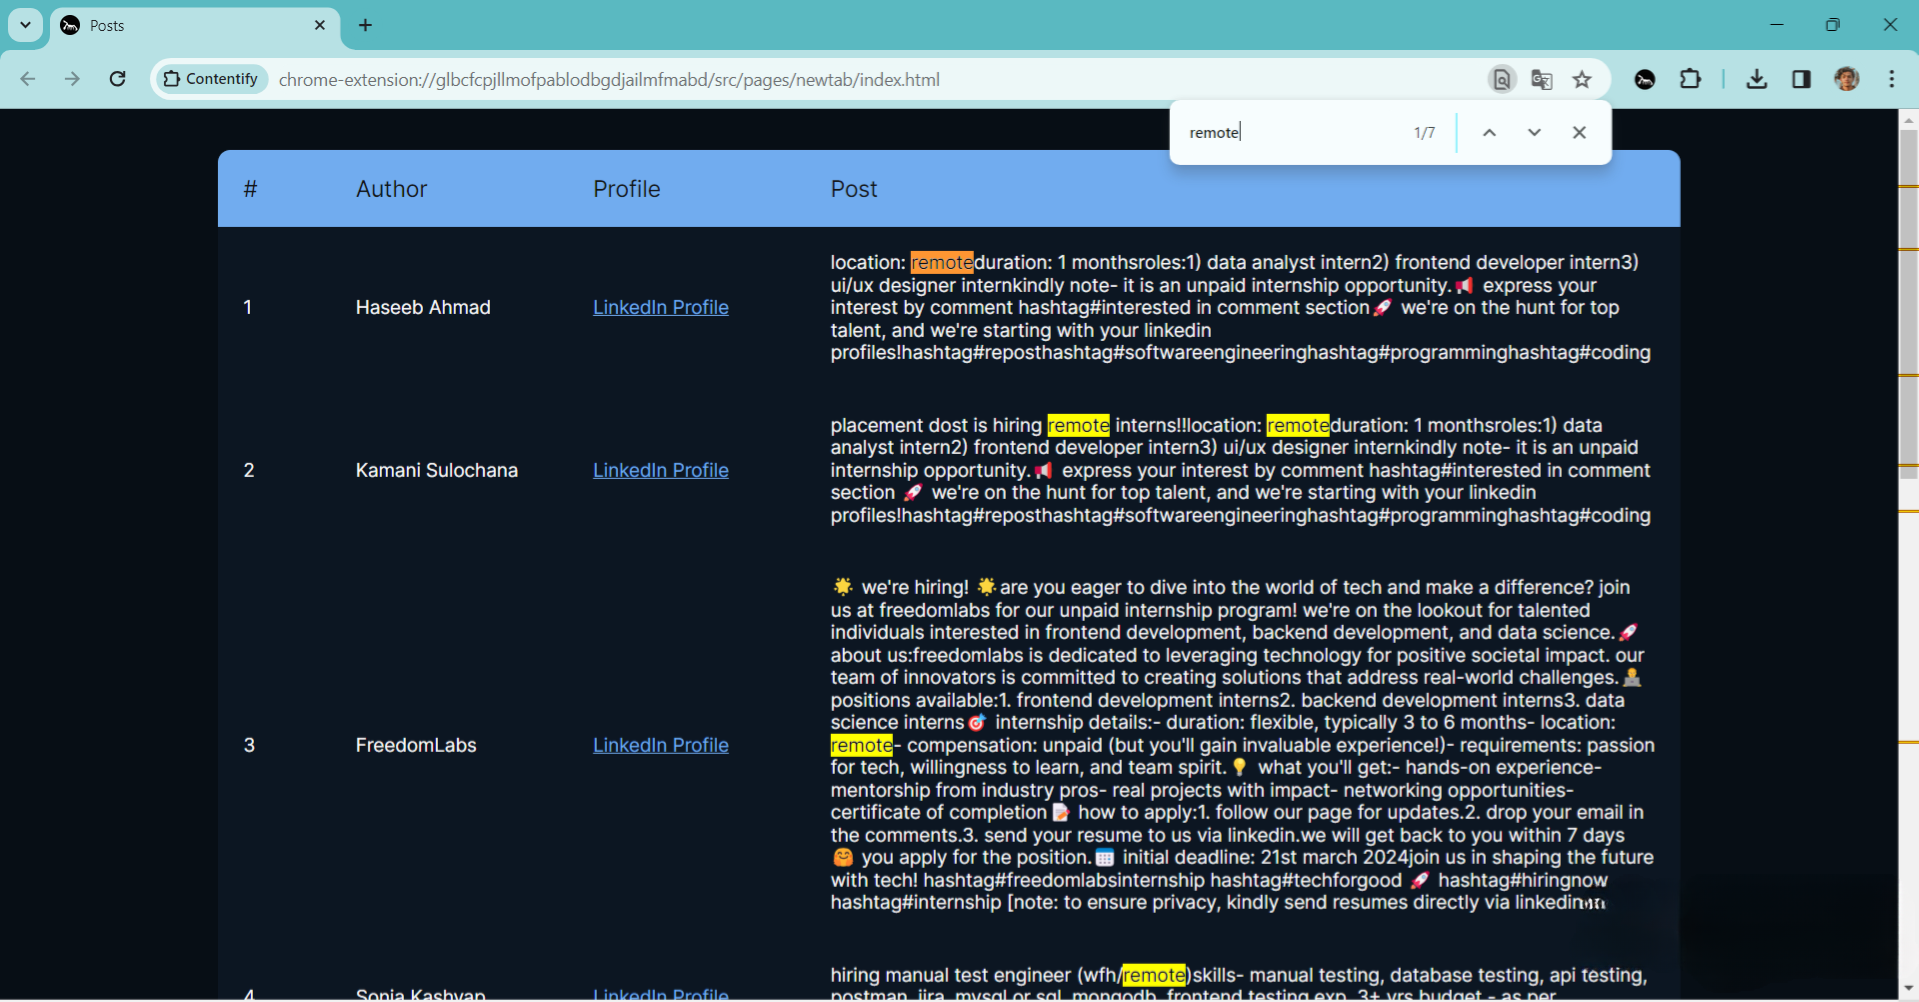 Posts
Contentify
chrome-extension://glbcfcpjllmofpablodbgdjailmfmabd/src/pages/newtab/index.html
remote
1/7
# Author Profile Post
1 Haseeb Ahmad LinkedIn Profile
location: remoteduration: 1 monthsroles:1) data analyst intern2) frontend developer intern3)
ui/ux designer internkindly note- it is an unpaid internship opportunity.📢 express your
interest by comment hashtag#interested in comment section🚀 we're on the hunt for top
talent, and we're starting with your linkedin
profiles!hashtag#reposthashtag#softwareengineeringhashtag#programminghashtag#coding
2 Kamani Sulochana LinkedIn Profile
placement dost is hiring remote interns!!location: remoteduration: 1 monthsroles:1) data
analyst intern2) frontend developer intern3) ui/ux designer internkindly note- it is an unpaid
internship opportunity.📢 express your interest by comment hashtag#interested in comment
section 🚀 we're on the hunt for top talent, and we're starting with your linkedin
profiles!hashtag#reposthashtag#softwareengineeringhashtag#programminghashtag#coding
3 FreedomLabs LinkedIn Profile
🌟 we're hiring! 🌟are you eager to dive into the world of tech and make a difference? join
us at freedomlabs for our unpaid internship program! we're on the lookout for talented
individuals interested in frontend development, backend development, and data science.🚀
about us:freedomlabs is dedicated to leveraging technology for positive societal impact. our
team of innovators is committed to creating solutions that address real-world challenges.👨‍💻
positions available:1. frontend development interns2. backend development interns3. data
science interns🎯 internship details:- duration: flexible, typically 3 to 6 months- location:
remote- compensation: unpaid (but you'll gain invaluable experience!)- requirements: passion
for tech, willingness to learn, and team spirit.💡 what you'll get:- hands-on experience-
mentorship from industry pros- real projects with impact- networking opportunities-
certificate of completion📝 how to apply:1. follow our page for updates.2. drop your email in
the comments.3. send your resume to us via linkedin.we will get back to you within 7 days
🤗 you apply for the position.📅 initial deadline: 21st march 2024join us in shaping the future
with tech! hashtag#freedomlabsinternship hashtag#techforgood 🚀 hashtag#hiringnow
hashtag#internship [note: to ensure privacy, kindly send resumes directly via
4 Sonia Kashyap LinkedIn Profile
hiring manual test engineer (wfh/remote)skills- manual testing, database testing, api testing,
postman, jira, mysql or sql, mongodb, frontend testing exp. 3+ yrs budget - as per